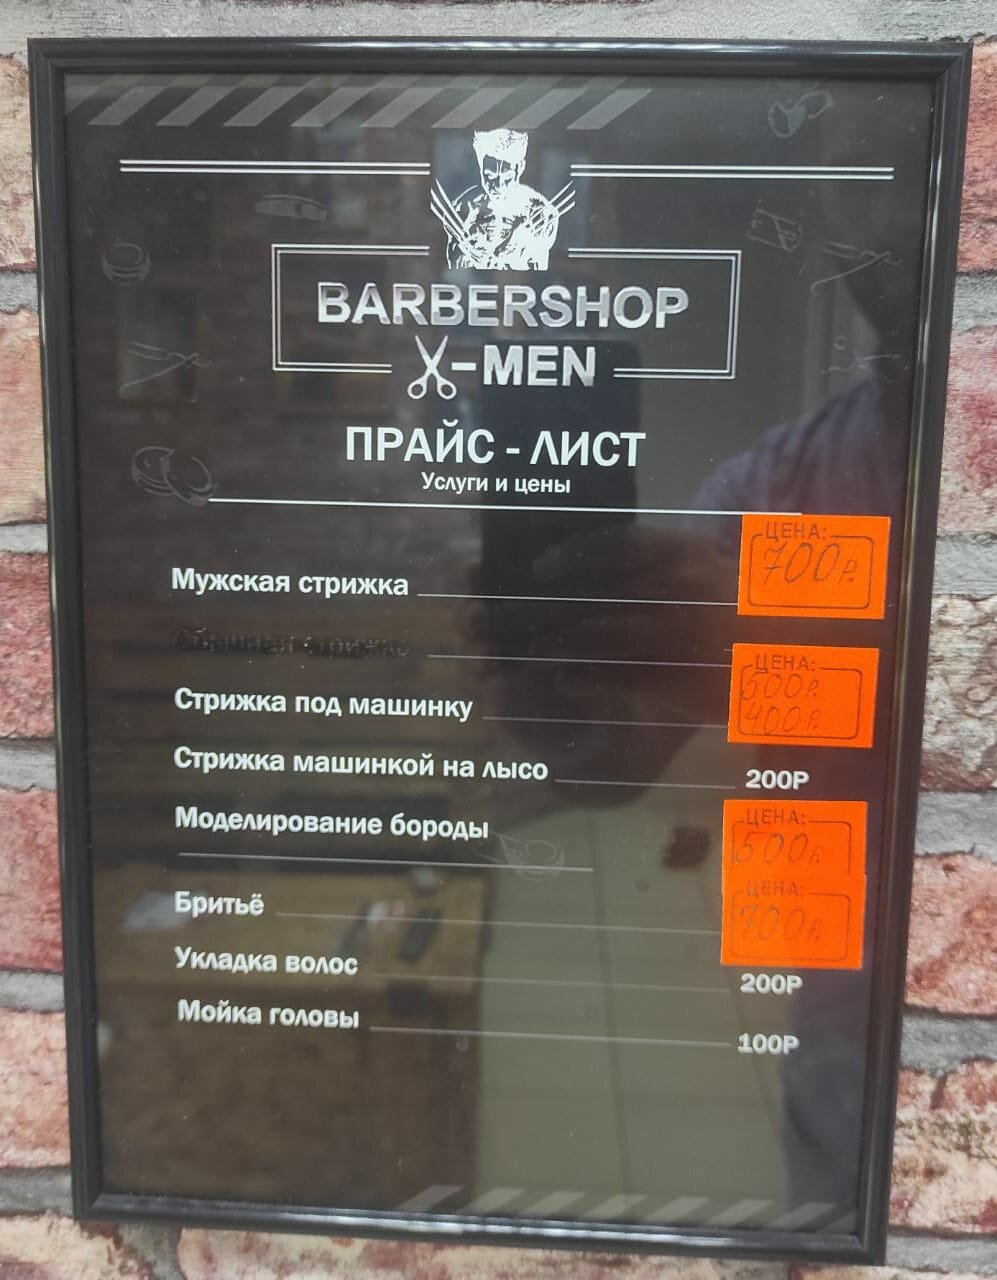 BARBERSHOP
X-MEN
ПРАЙС - ЛИСТ
Услуги и цены
ЦЕНА:
Мужская стрижка 700р.
стрижка
ЦЕНА:
500р.
Стрижка под машинку 400р.
Стрижка машинкой на лысо 200Р
ЦЕНА:
Моделирование бороды 500р.
ЦЕНА:
Бритьё 700р.
Укладка волос 200Р
Мойка головы 100Р